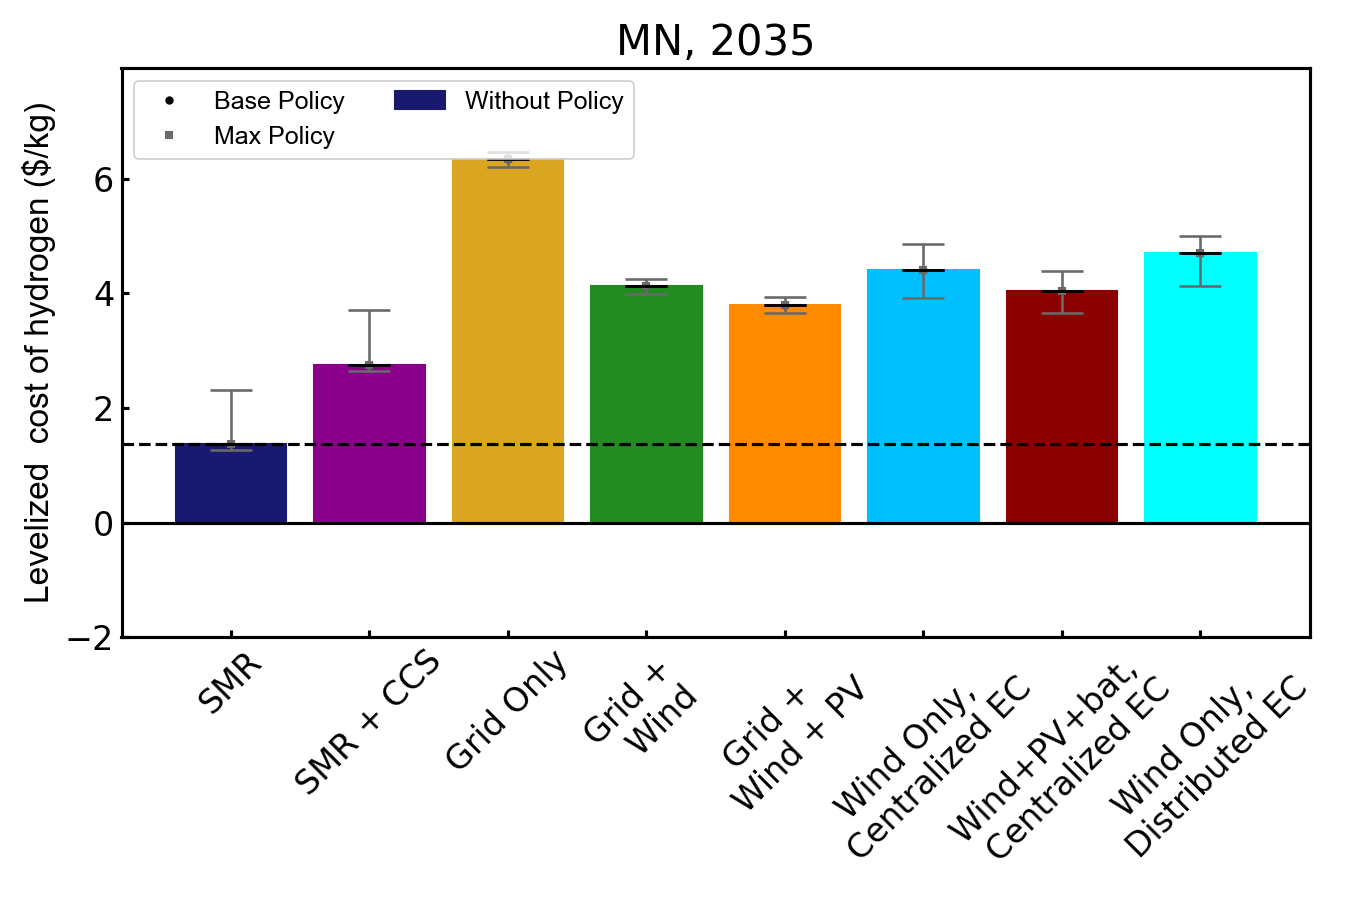 MN, 2035
Base Policy
Max Policy
Without Policy
Levelized cost of hydrogen ($/kg)
6
4
2
0
−2
SMR
SMR + CCS
Grid Only
Grid +
Wind
Grid +
Wind + PV
Wind Only,
Centralized EC
Wind+PV+bat,
Centralized EC
Wind Only,
Distributed EC